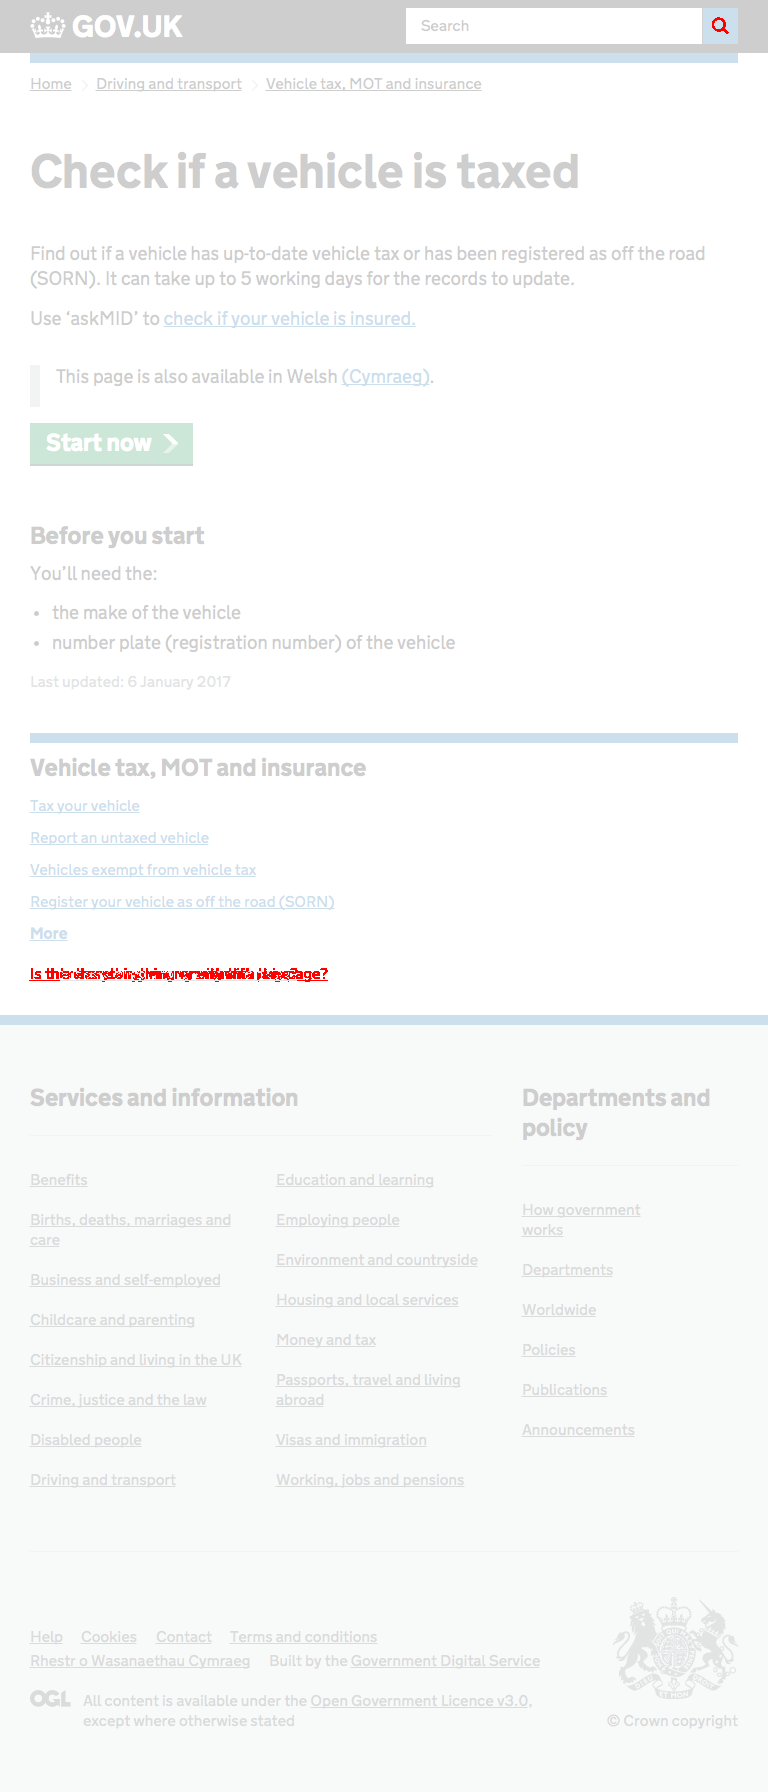 GOV.UK
Search
Home
Driving and transport
Vehicle tax, MOT and insurance
Check if a vehicle is taxed
Find out if a vehicle has up-to-date vehicle tax or has been registered as off the road
(SORN). It can take up to 5 working days for the records to update.
Use ‘askMID’ to check if your vehicle is insured.
This page is also available in Welsh (Cymraeg).
Start now
Before you start
You’ll need the:
• the make of the vehicle
• number plate (registration number) of the vehicle
Last updated: 6 January 2017
Vehicle tax, MOT and insurance
Tax your vehicle
Report an untaxed vehicle
Vehicles exempt from vehicle tax
Register your vehicle as off the road (SORN)
More
Services and information
Benefits
Births, deaths, marriages and
care
Business and self-employed
Childcare and parenting
Citizenship and living in the UK
Crime, justice and the law
Disabled people
Driving and transport
Education and learning
Employing people
Environment and countryside
Housing and local services
Money and tax
Passports, travel and living
abroad
Visas and immigration
Working, jobs and pensions
Departments and
policy
How government
works
Departments
Worldwide
Policies
Publications
Announcements
Help
Cookies
Contact
Terms and conditions
Rhestr o Wasanaethau Cymraeg
Built by the Government Digital Service
OGL
All content is available under the Open Government Licence v3.0,
except where otherwise stated
© Crown copyright